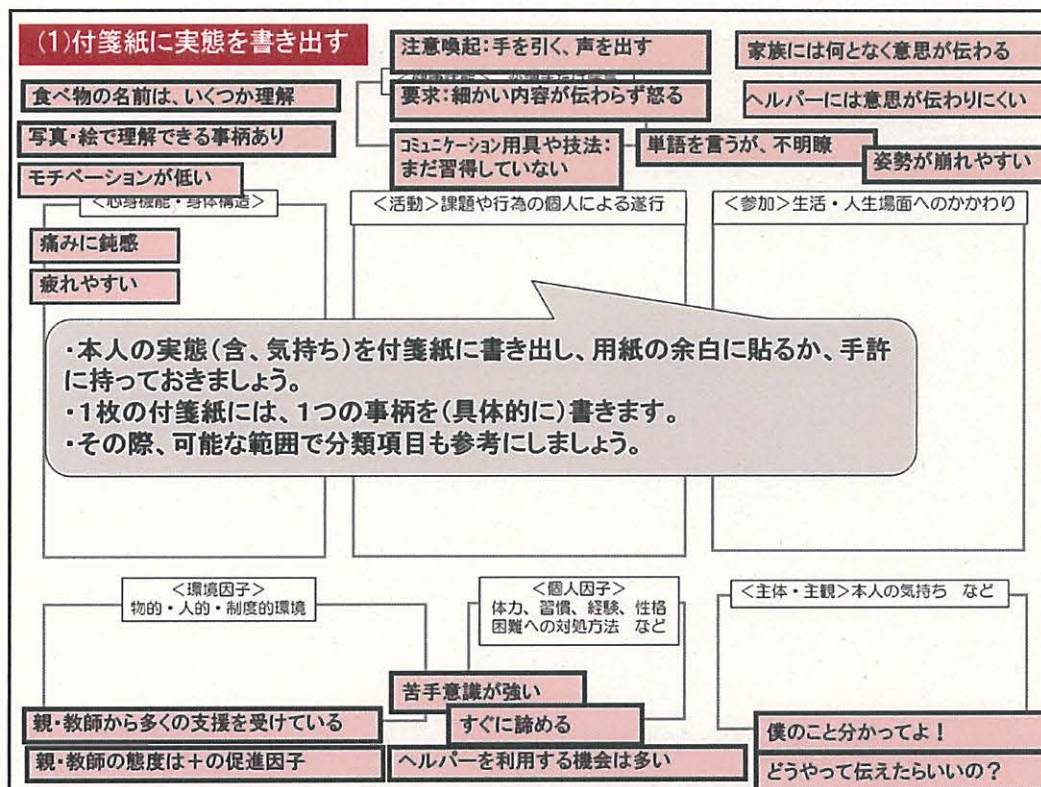 (1)付箋紙に実態を書き出す
注意喚起:手を引く、声を出す
家族には何となく意思が伝わる
食べ物の名前は、いくつか理解
要求:細かい内容が伝わらず怒る
ヘルパーには意思が伝わりにくい
写真・絵で理解できる事柄あり
コミュニケーション用具や技法:
まだ習得していない
単語を言うが、不明瞭
姿勢が崩れやすい
モチベーションが低い
<心身機能・身体構造>
<活動>課題や行為の個人による遂行
<参加>生活・人生場面へのかかわり
痛みに鈍感
疲れやすい
・本人の実態(含、気持ち)を付箋紙に書き出し、用紙の余白に貼るか、手許
に持っておきましょう。
・1枚の付箋紙には、1つの事柄を(具体的に)書きます。
・その際、可能な範囲で分類項目も参考にしましょう。
<環境因子>
物的・人的・制度的環境
<個人因子>
体力、習慣、経験、性格
困難への対処方法 など
<主体・主観>本人の気持ち など
苦手意識が強い
親・教師から多くの支援を受けている
すぐに諦める
僕のこと分かってよ!
親・教師の態度は+の促進因子
ヘルパーを利用する機会は多い
どうやって伝えたらいいの?